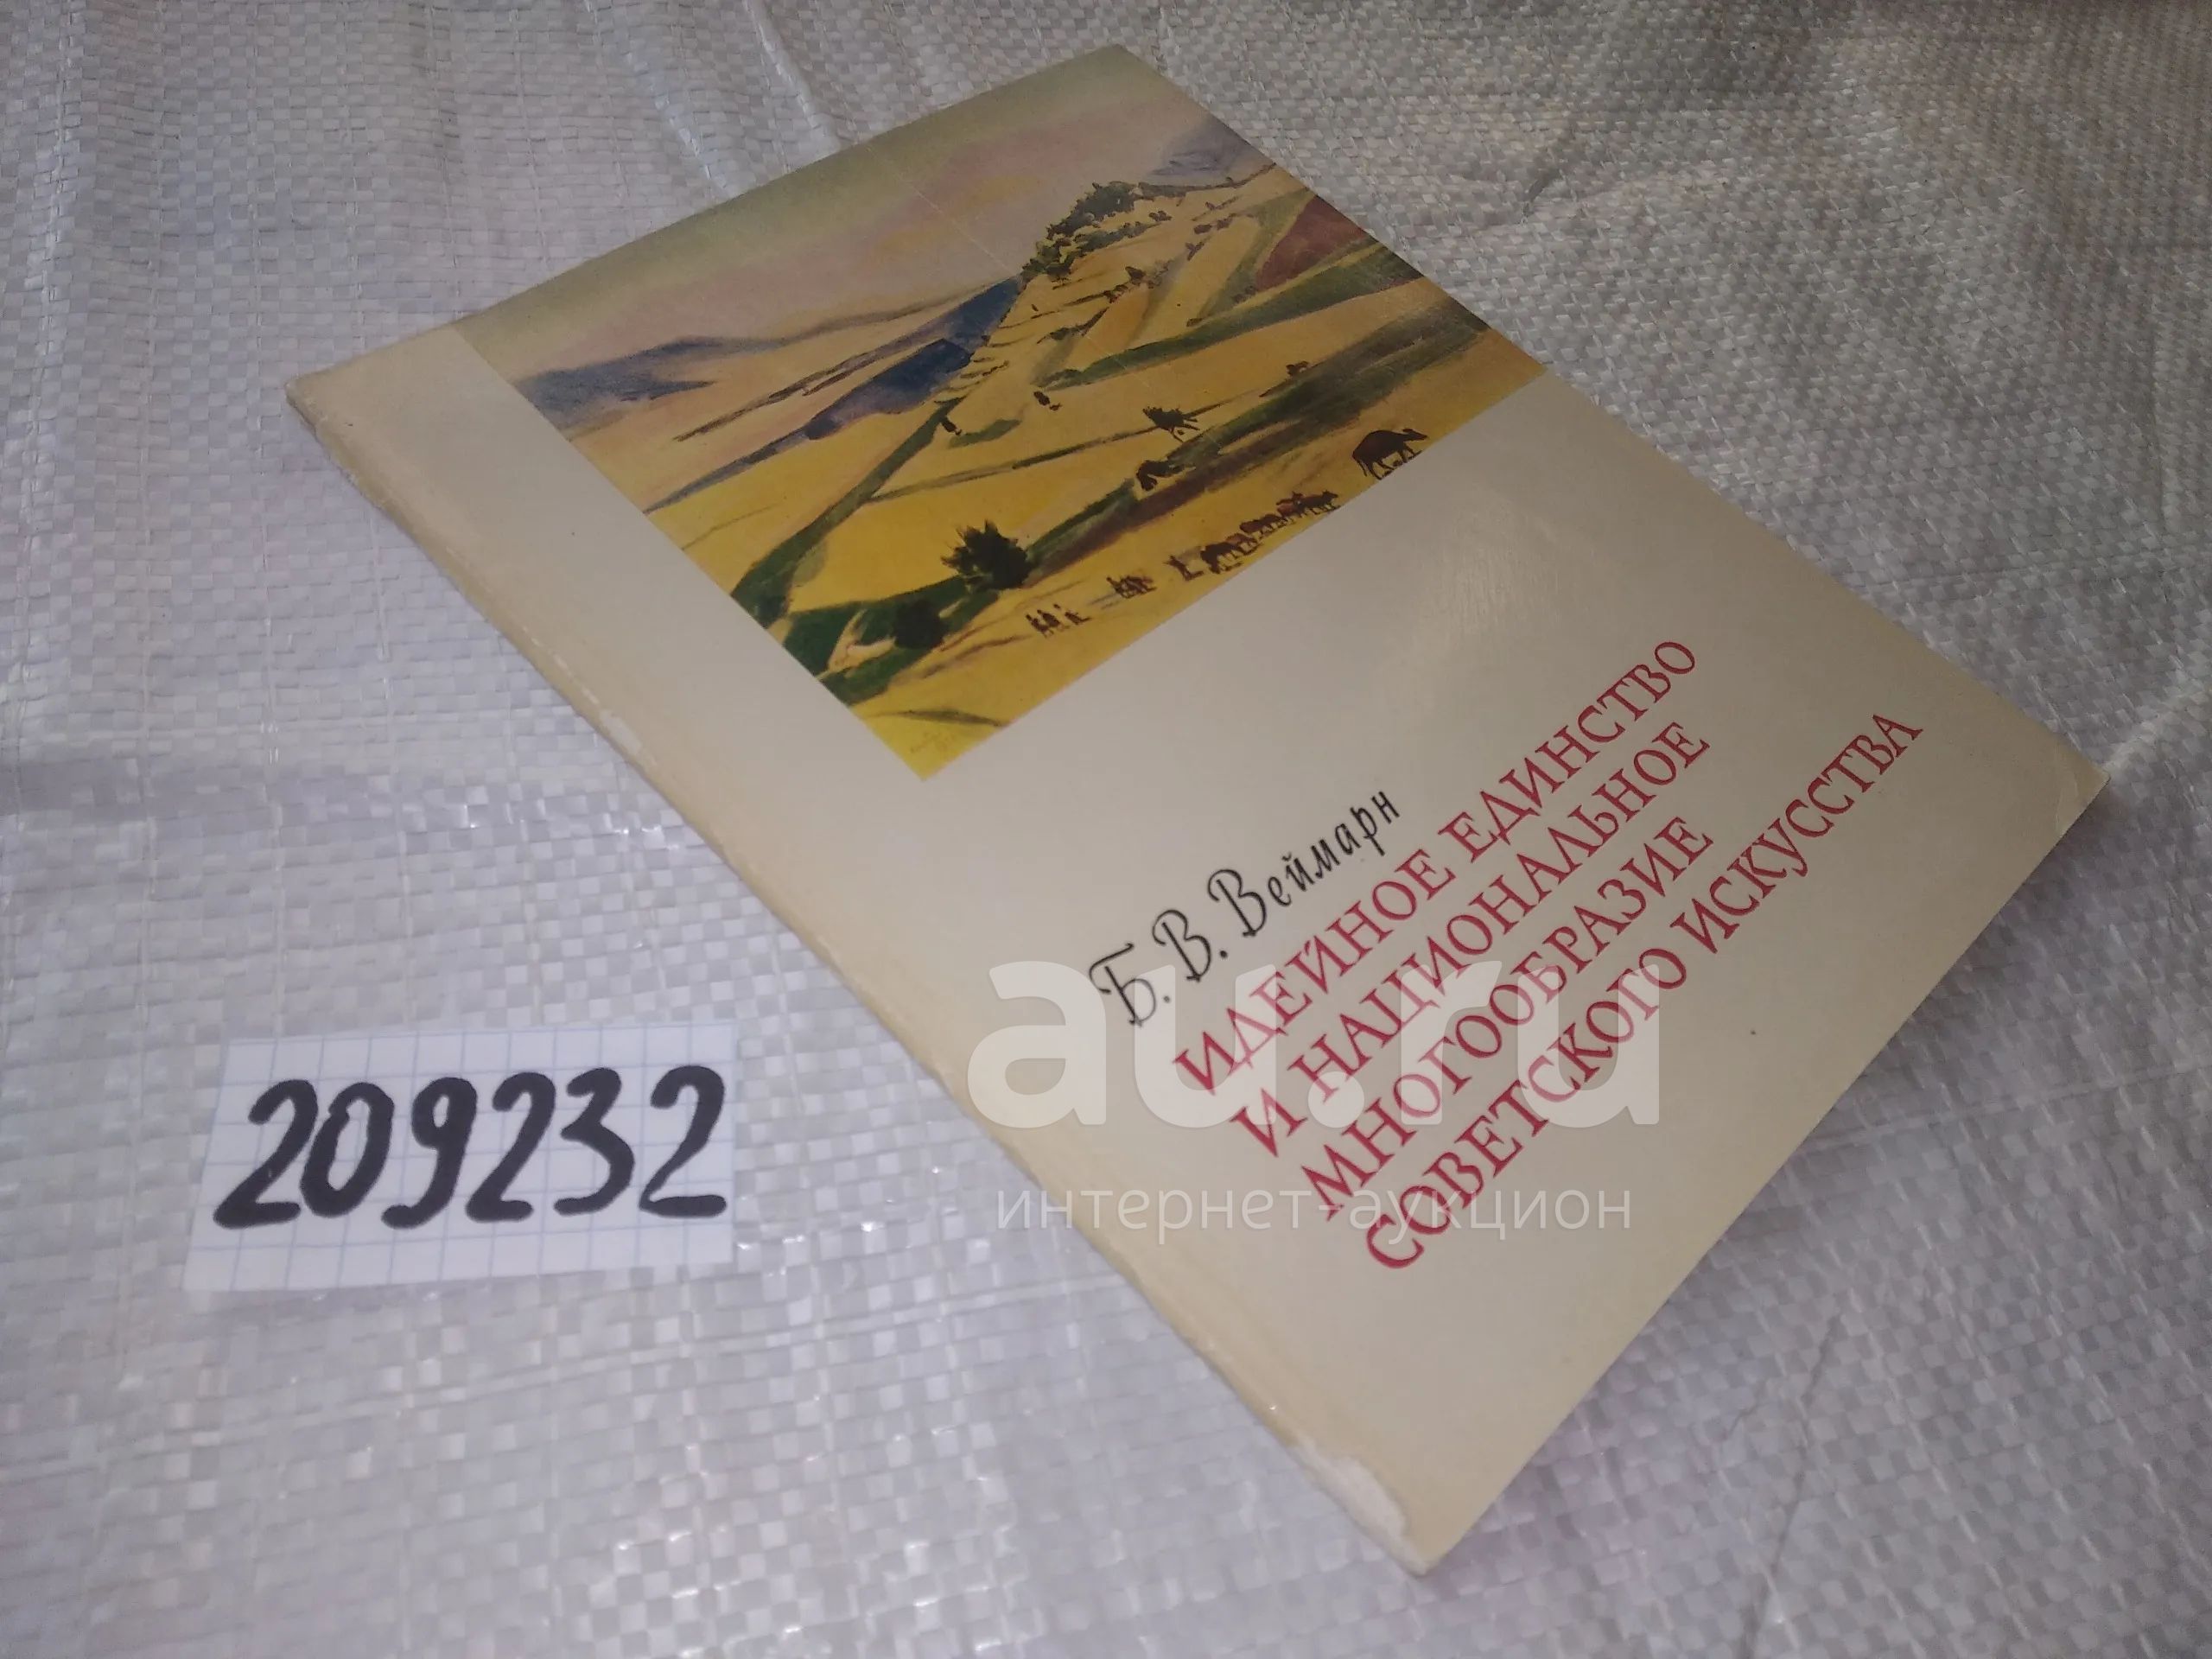 Б. В. Веймарн
ИДЕЙНОЕ ЕДИНСТВО
И НАЦИОНАЛЬНОЕ
МНОГООБРАЗИЕ
СОВЕТСКОГО ИСКУССТВА
209232
au.ru
интернет-аукцион